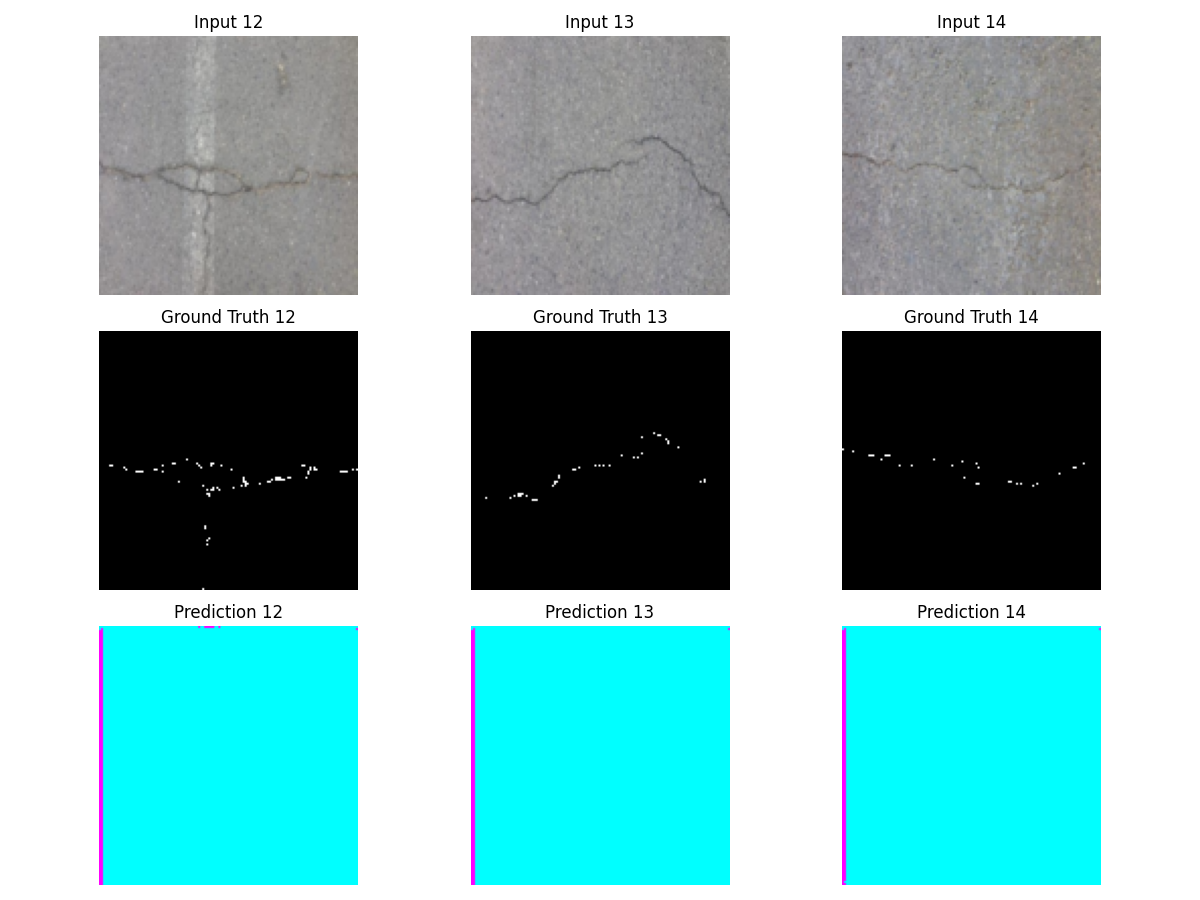 Input 12
Input 13
Input 14
Ground Truth 12
Ground Truth 13
Ground Truth 14
Prediction 12
Prediction 13
Prediction 14